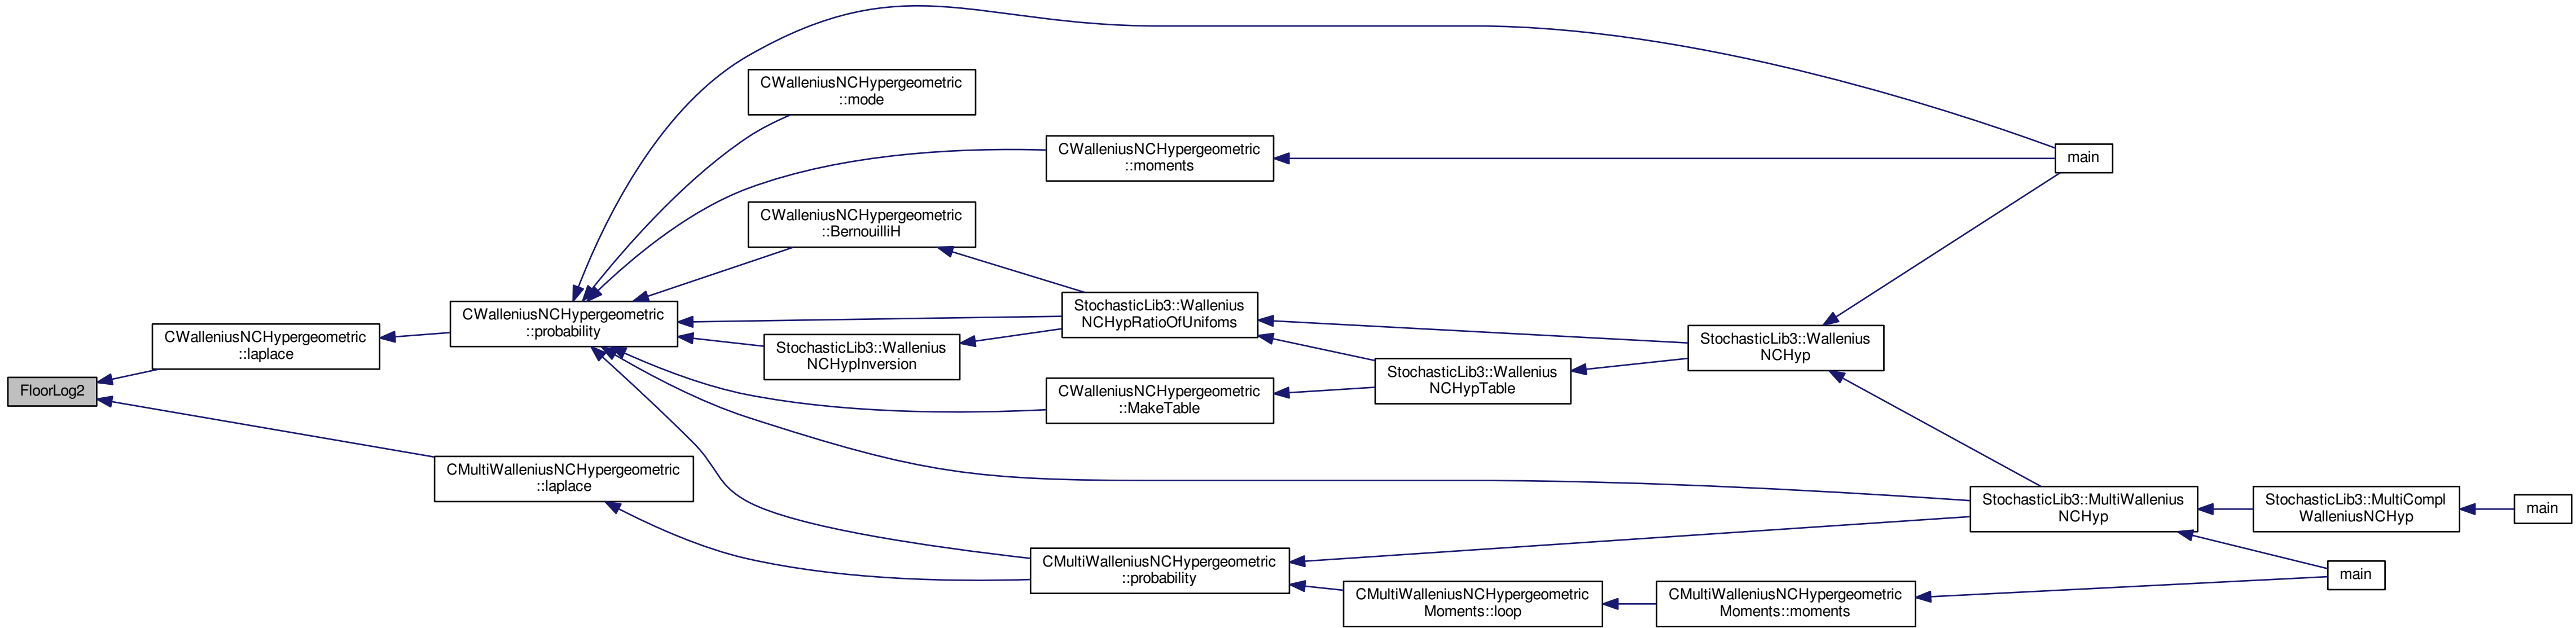 FloorLog2
CWalleniusNCHypergeometric
::laplace
CMultiWalleniusNCHypergeometric
::laplace
CWalleniusNCHypergeometric
::probability
CWalleniusNCHypergeometric
::mode
CWalleniusNCHypergeometric
::moments
CWalleniusNCHypergeometric
::BernouilliH
StochasticLib3::Wallenius
NCHypRatioOfUnifoms
StochasticLib3::Wallenius
NCHypInversion
CWalleniusNCHypergeometric
::MakeTable
StochasticLib3::Wallenius
NCHypTable
StochasticLib3::Wallenius
NCHyp
main
CMultiWalleniusNCHypergeometric
::probability
CMultiWalleniusNCHypergeometric
Moments::loop
CMultiWalleniusNCHypergeometric
Moments::moments
StochasticLib3::MultiWallenius
NCHyp
StochasticLib3::MultiCompl
WalleniusNCHyp
main
main